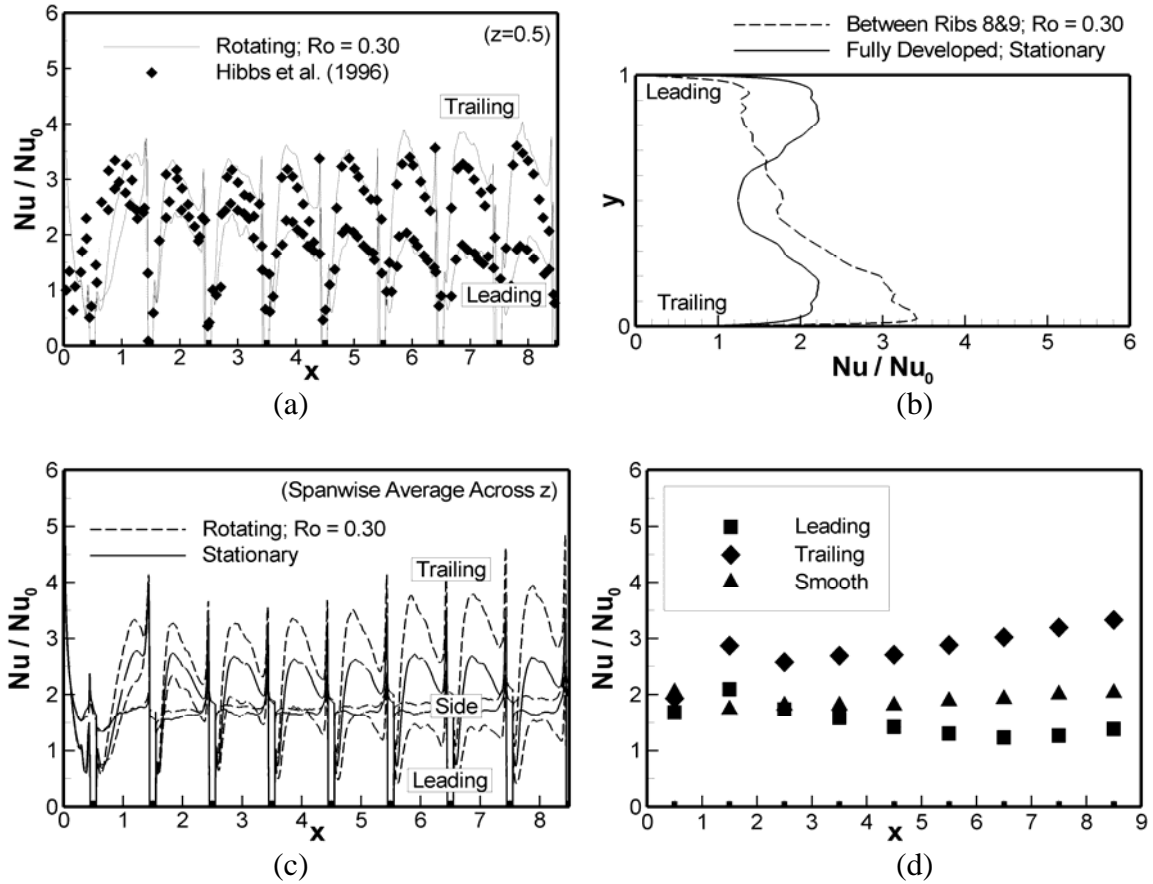 6
5
4
3
2
1
0
Nu / Nu0
Rotating; Ro = 0.30
Hibbs et al. (1996)
(z=0.5)
Trailing
Leading
0 1 2 3 4 5 6 7 8
x
(a)
Between Ribs 8&9; Ro = 0.30
Fully Developed; Stationary
1
Leading
y
Trailing
0
0 1 2 3 4 5 6
Nu / Nu0
(b)
6
5
4
3
2
1
0
Nu / Nu0
(Spanwise Average Across z)
Rotating; Ro = 0.30
Stationary
Trailing
Side
Leading
0 1 2 3 4 5 6 7 8
x
(c)
6
5
4
3
2
1
0
Nu / Nu0
Leading
Trailing
Smooth
0 1 2 3 4 5 6 7 8 9
x
(d)